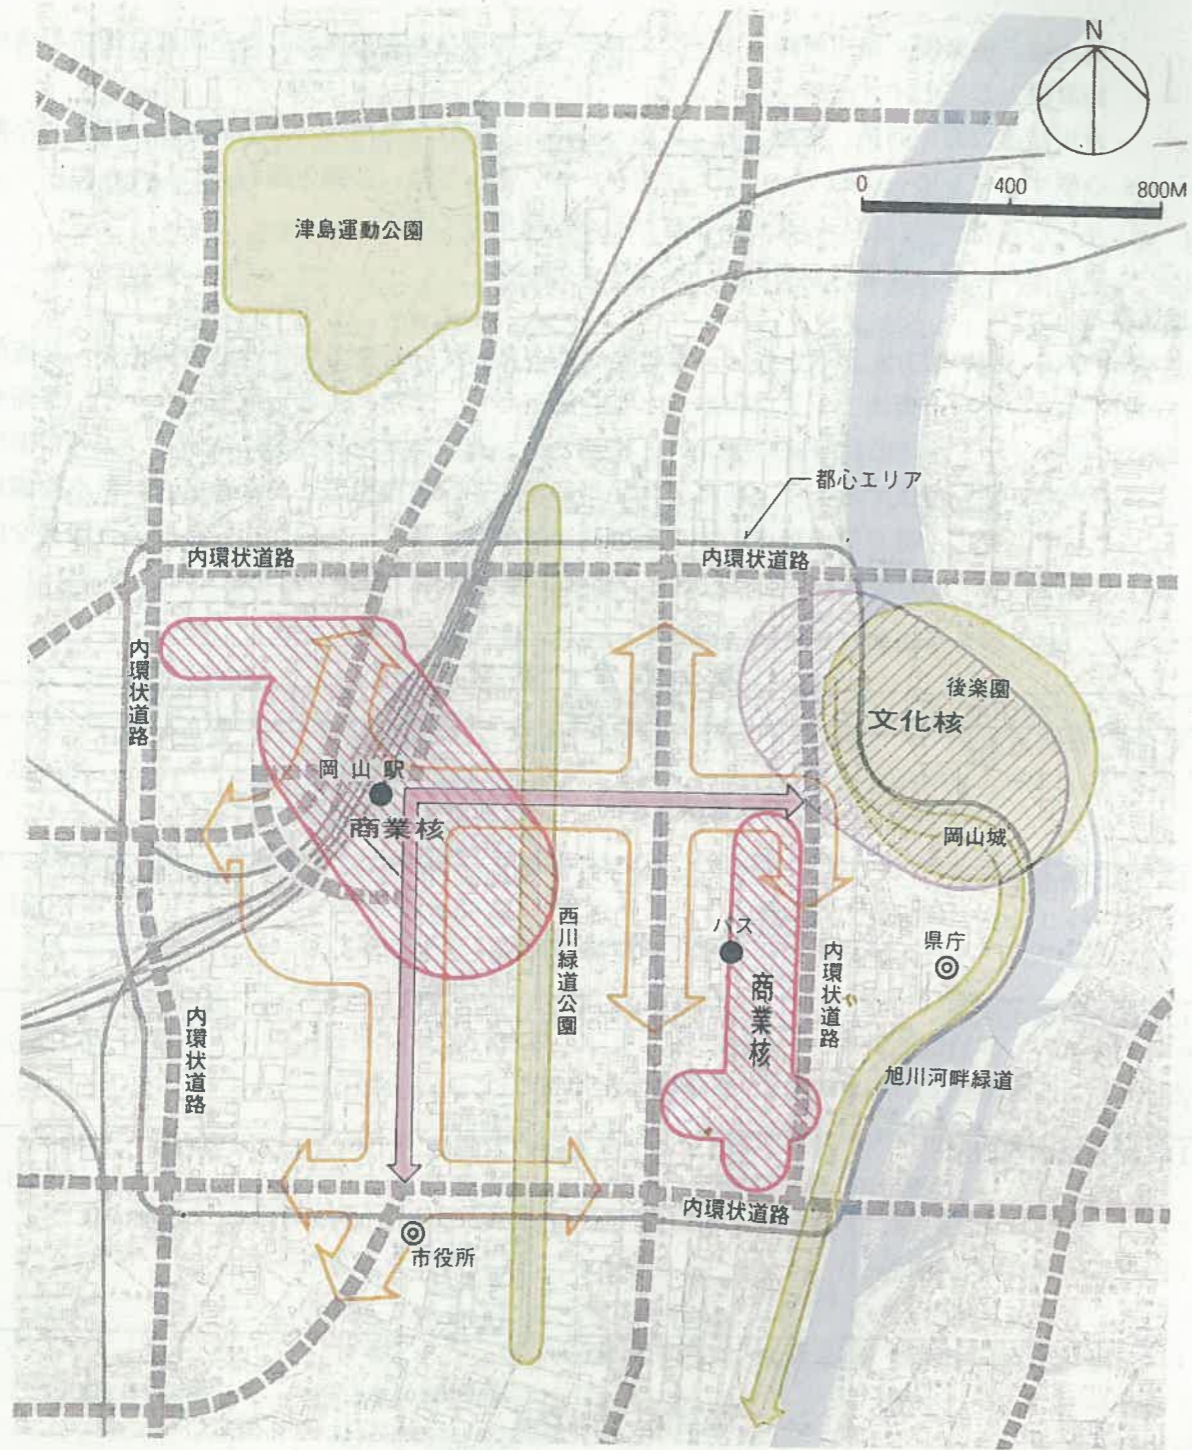 N
0 400 800M
津島運動公園
都心エリア
内環状道路
内環状道路
内環状道路
後楽園
文化核
岡山駅
商業核
岡山城
西川緑道公園
バス
県庁
商業核
内環状道路
内環状道路
旭川河畔緑道
内環状道路
市役所